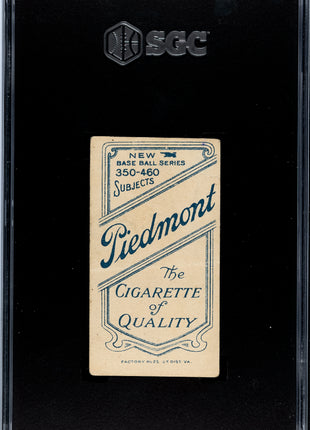 SGC
NEW
BASE BALL SERIES
350-460
SUBJECTS
Piedmont
The
CIGARETTE
of
QUALITY
FACTORY No 25. 2nd DIST. VA.